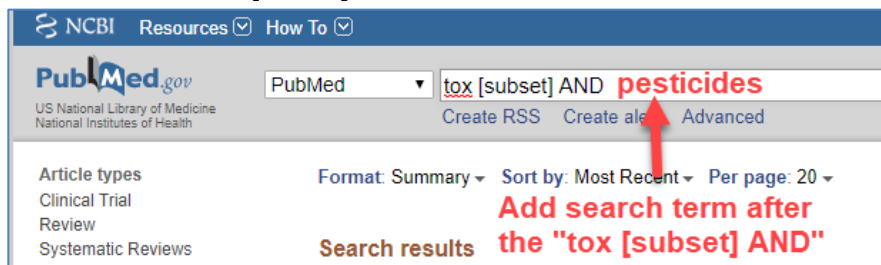 NCBI Resources How To
PubMed.gov
US National Library of Medicine
National Institutes of Health
PubMed
tox [subset] AND pesticides
Create RSS Create ale Advanced
Article types
Clinical Trial
Review
Systematic Reviews
Format: Summary Sort by: Most Recent Per page: 20
Add search term after
the "tox [subset] AND"
Search results